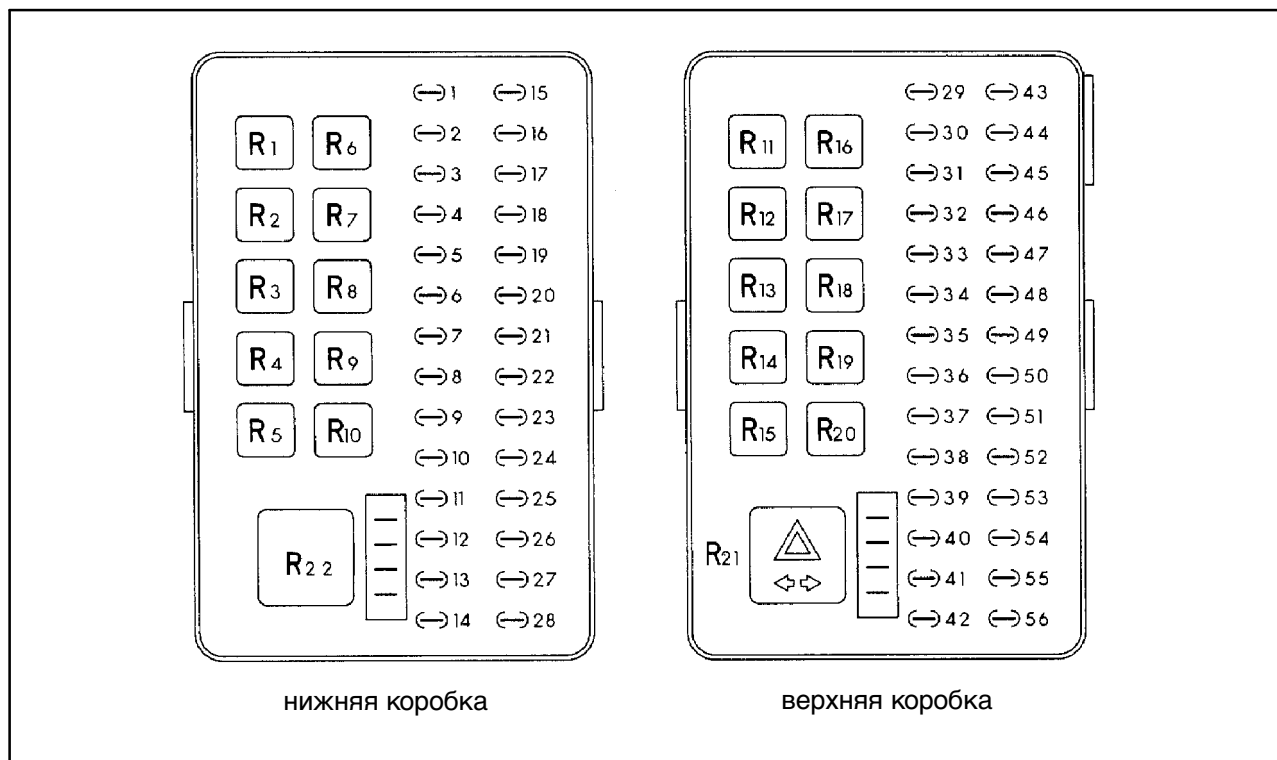 1 15
R1 R6 2 16
3 17
R2 R7 4 18
5 19
R3 R8 6 20
7 21
R4 R9 8 22
R5 R10 9 23
10 24
11 25
R22 12 26
13 27
14 28
нижняя коробка
29 43
R11 R16 30 44
31 45
R12 R17 32 46
33 47
R13 R18 34 48
35 49
R14 R19 36 50
R15 R20 37 51
38 52
39 53
R21 40 54
41 55
42 56
верхняя коробка